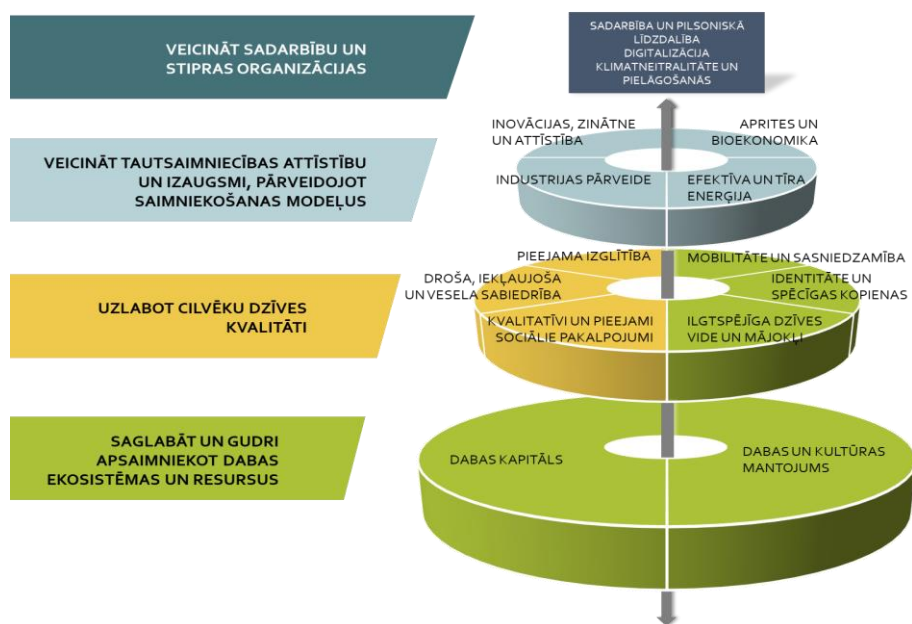 VEICINĀT SADARBĪBU UN
STIPRAS ORGANIZĀCIJAS
SADARBĪBA UN PILSONISKĀ
LĪDZDALĪBA
DIGITALIZĀCIJA
KLIMATNEITRALITĀTE UN
PIELĀGOŠANĀS
VEICINĀT TAUTSAIMNIECĪBAS ATTĪSTĪBU
UN IZAUGSMI, PĀRVEIDOJOT
SAIMNIEKOŠANAS MODEĻUS
INOVĀCIJAS, ZINĀTNE
UN ATTĪSTĪBA
APRITES UN
BIOEKONOMIKA
INDUSTRIJAS PĀRVEIDE
EFEKTĪVA UN TĪRA
ENERĢIJA
UZLABOT CILVĒKU DZĪVES
KVALITĀTI
PIEEJAMA IZGLĪTĪBA
MOBILITĀTE UN SASNIEDZAMĪBA
DROŠA, IEKĻAUJOŠA
UN VESELA SABIEDRĪBA
IDENTITĀTE UN
SPĒCĪGAS KOPIENAS
KVALITATĪVI UN PIEEJAMI
SOCIĀLIE PAKALPOJUMI
ILGTSPĒJĪGA DZĪVES
VIDE UN MĀJOKĻI
SAGLABĀT UN GUDRI
APSAIMNIEKOT DABAS
EKOSISTĒMAS UN RESURSUS
DABAS KAPITĀLS
DABAS UN KULTŪRAS
MANTOJUMS